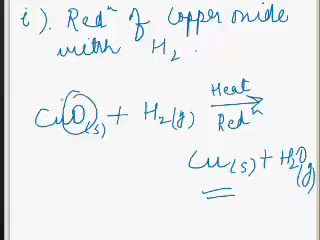 i). Redⁿ of Copper oxide
with H₂.
CuO(s) + H₂(g) Heat Redⁿ
Cu(s) + H₂O(g)